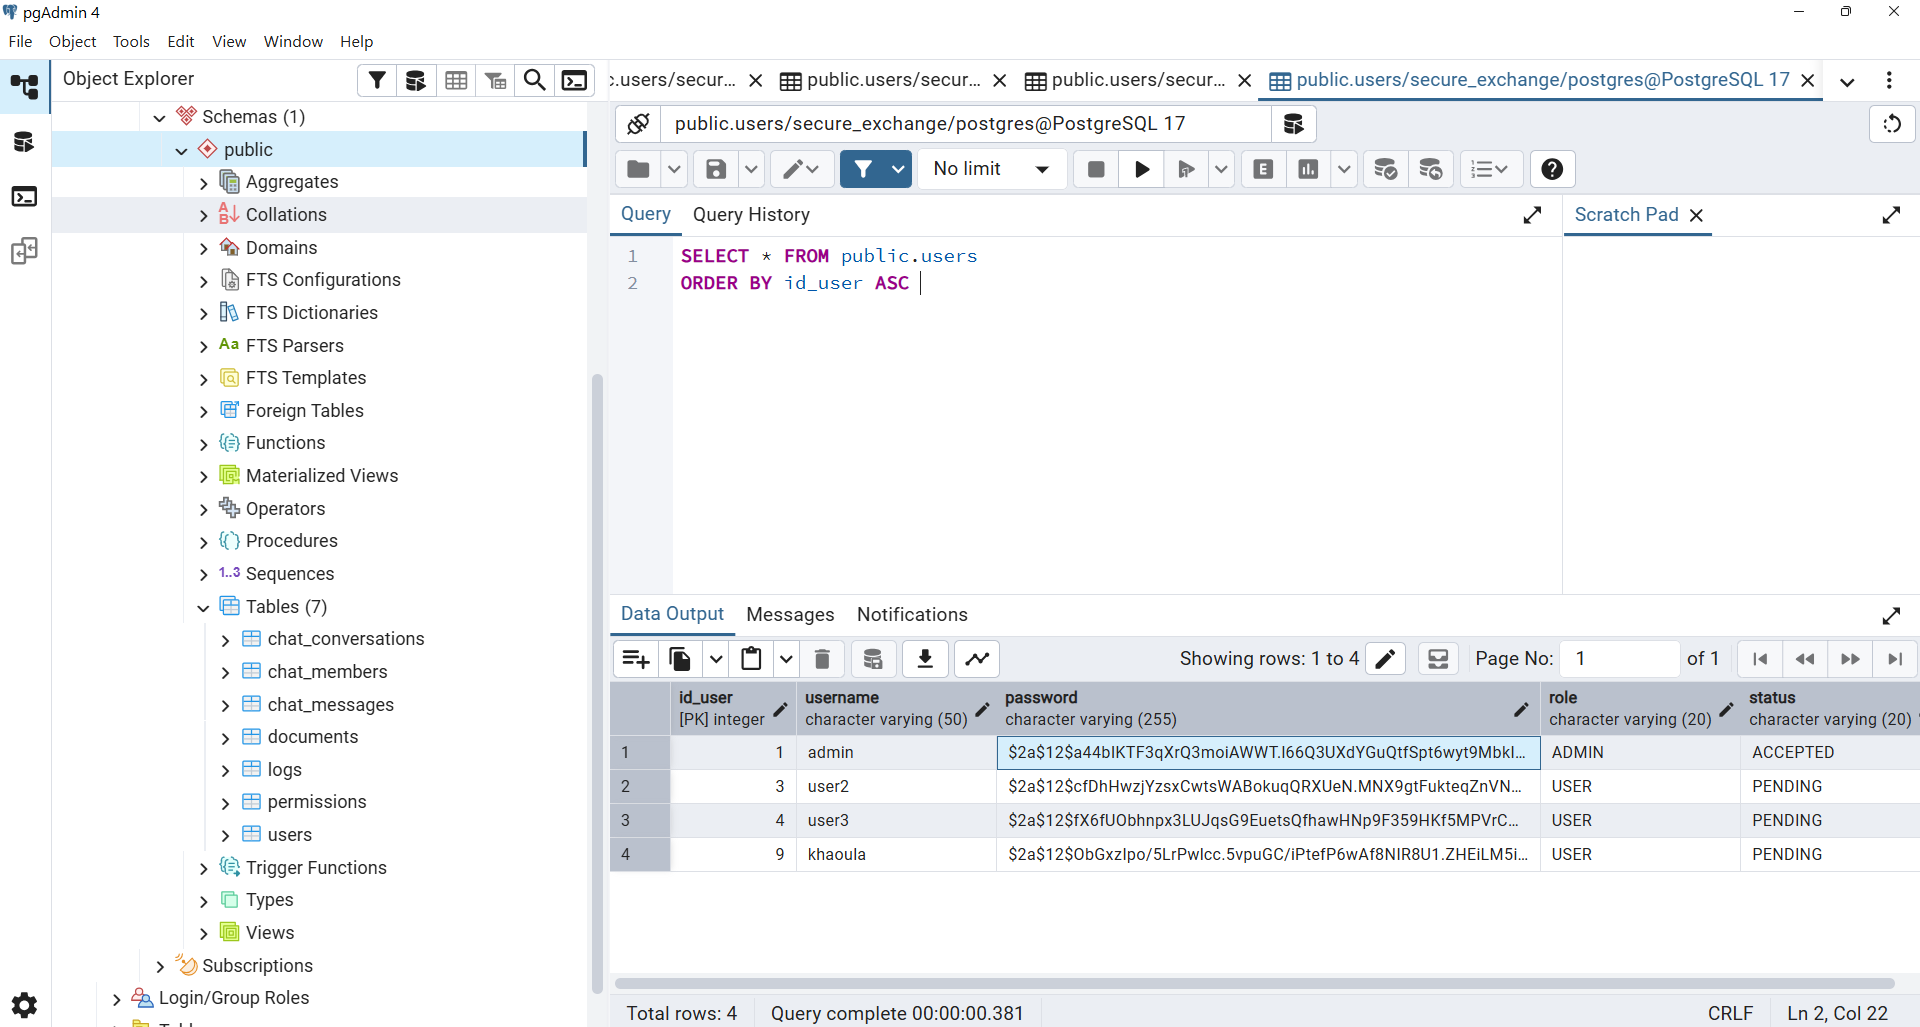 pgAdmin 4
File Object Tools Edit View Window Help
Object Explorer
Schemas (1)
public
Aggregates
Collations
Domains
FTS Configurations
FTS Dictionaries
Aa FTS Parsers
FTS Templates
Foreign Tables
Functions
Materialized Views
Operators
Procedures
1..3 Sequences
Tables (7)
chat_conversations
chat_members
chat_messages
documents
logs
permissions
users
Trigger Functions
Types
Views
Subscriptions
Login/Group Roles
.users/secur... public.users/secur... public.users/secur... public.users/secure_exchange/postgres@PostgreSQL 17
public.users/secure_exchange/postgres@PostgreSQL 17
No limit
E
Query Query History
Scratch Pad
1 SELECT * FROM public.users
2 ORDER BY id_user ASC
Data Output Messages Notifications
Showing rows: 1 to 4 Page No: 1 of 1
id_user username password role status
[PK] integer character varying (50) character varying (255) character varying (20) character varying (20)
1 1 admin $2a$12$a44blKTF3qXrQ3moiAWWT.I66Q3UXdYGuQtfSpt6wyt9Mbkl... ADMIN ACCEPTED
2 3 user2 $2a$12$cfDhHwzjYzsxCwtsWABokuqQRXUeN.MNX9gtFukteqZnVN... USER PENDING
3 4 user3 $2a$12$fX6fUObhnpx3LUJqsG9EuetsQfhawHNp9F359HKf5MPVrC... USER PENDING
4 9 khaoula $2a$12$ObGxzlpo/5LrPwlcc.5vpuGC/iPtefP6wAf8NIR8U1.ZHEiLM5i... USER PENDING
Total rows: 4 Query complete 00:00:00.381 CRLF Ln 2, Col 22